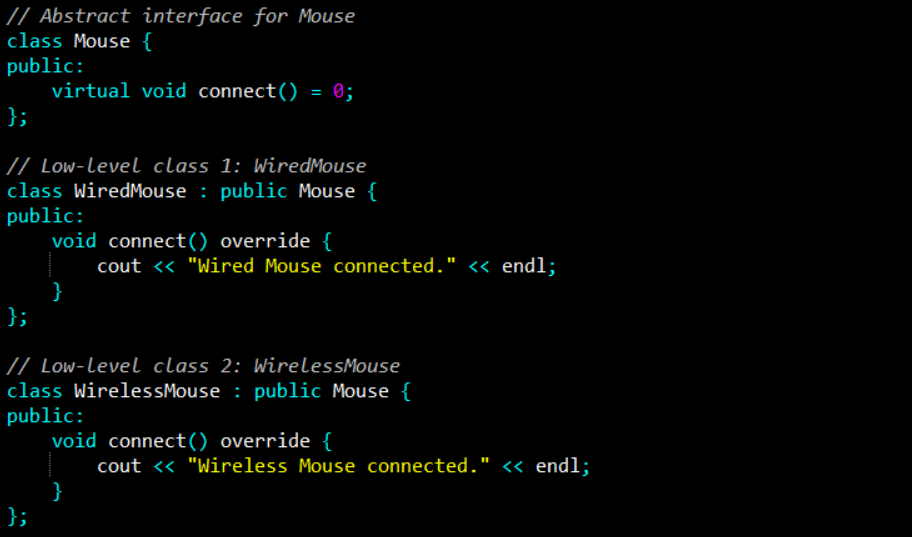 // Abstract interface for Mouse
class Mouse {
public:
    virtual void connect() = 0;
};

// Low-level class 1: WiredMouse
class WiredMouse : public Mouse {
public:
    void connect() override {
        cout << "Wired Mouse connected." << endl;
    }
};

// Low-level class 2: WirelessMouse
class WirelessMouse : public Mouse {
public:
    void connect() override {
        cout << "Wireless Mouse connected." << endl;
    }
};